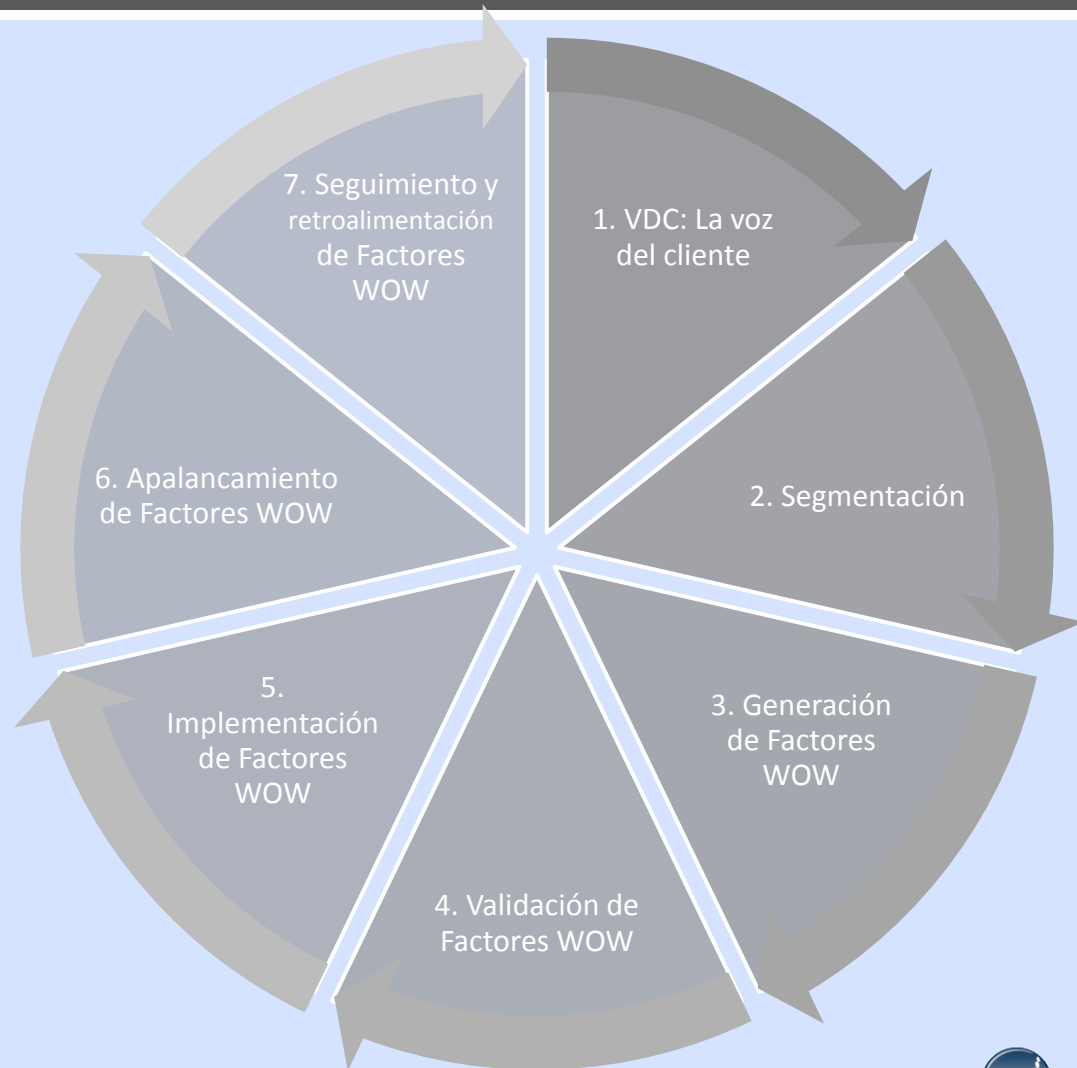 1. VDC: La voz
del cliente
2. Segmentación
3. Generación
de Factores
WOW
4. Validación de
Factores WOW
5.
Implementación
de Factores
WOW
6. Apalancamiento
de Factores WOW
7. Seguimiento y
retroalimentación
de Factores
WOW